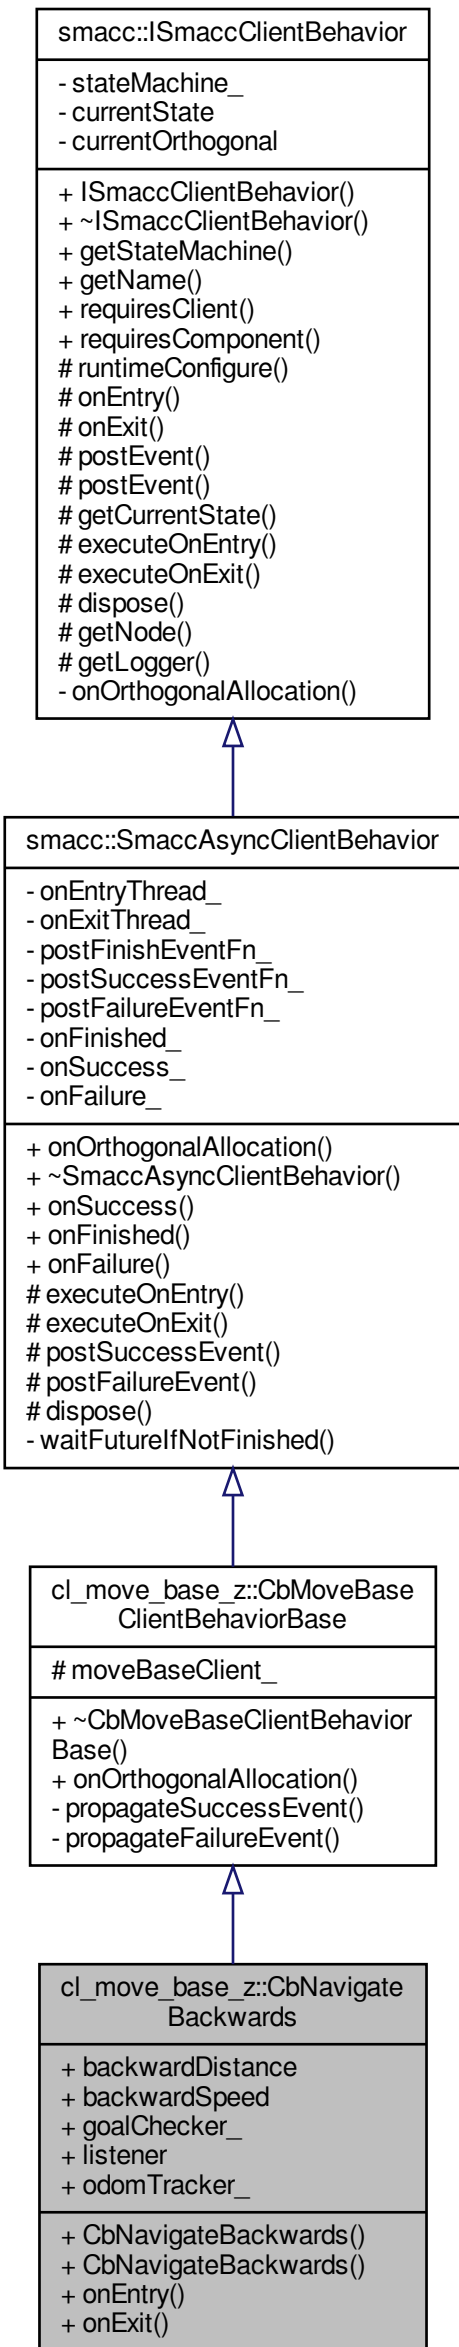 smacc::ISmaccClientBehavior
- stateMachine_
- currentState
- currentOrthogonal
+ ISmaccClientBehavior()
+ ~ISmaccClientBehavior()
+ getStateMachine()
+ getName()
+ requiresClient()
+ requiresComponent()
# runtimeConfigure()
# onEntry()
# onExit()
# postEvent()
# postEvent()
# getCurrentState()
# executeOnEntry()
# executeOnExit()
# dispose()
# getNode()
# getLogger()
- onOrthogonalAllocation()
smacc::SmaccAsyncClientBehavior
- onEntryThread_
- onExitThread_
- postFinishEventFn_
- postSuccessEventFn_
- postFailureEventFn_
- onFinished_
- onSuccess_
- onFailure_
+ onOrthogonalAllocation()
+ ~SmaccAsyncClientBehavior()
+ onSuccess()
+ onFinished()
+ onFailure()
# executeOnEntry()
# executeOnExit()
# postSuccessEvent()
# postFailureEvent()
# dispose()
- waitFutureIfNotFinished()
cl_move_base_z::CbMoveBase
ClientBehaviorBase
# moveBaseClient_
+ ~CbMoveBaseClientBehavior
Base()
+ onOrthogonalAllocation()
- propagateSuccessEvent()
- propagateFailureEvent()
cl_move_base_z::CbNavigate
Backwards
+ backwardDistance
+ backwardSpeed
+ goalChecker_
+ listener
+ odomTracker_
+ CbNavigateBackwards()
+ CbNavigateBackwards()
+ onEntry()
+ onExit()